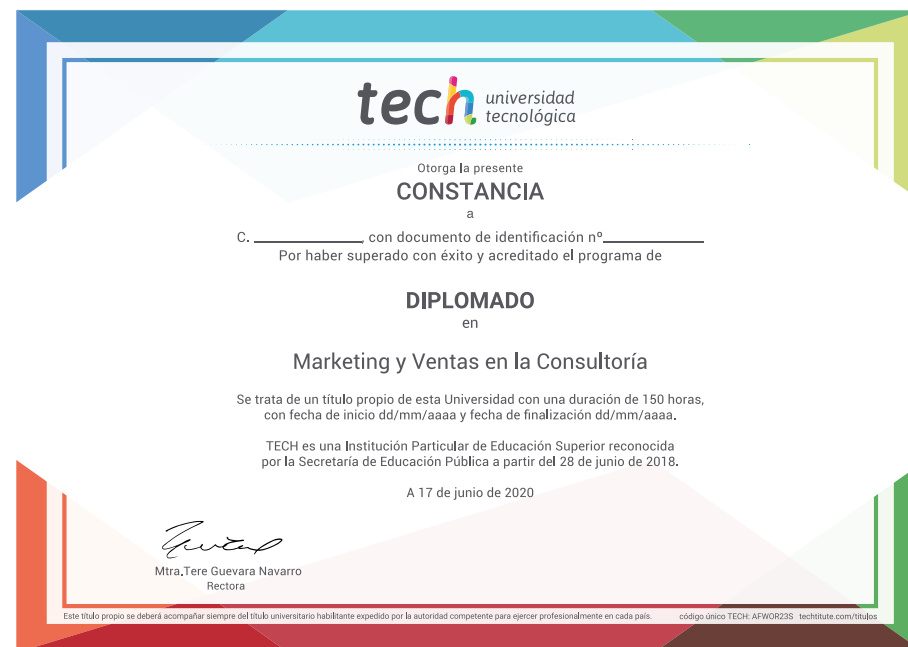 tech universidad
tecnológica
Otorga la presente
CONSTANCIA
a
C. ____________, con documento de identificación nº____________
Por haber superado con éxito y acreditado el programa de
DIPLOMADO
en
Marketing y Ventas en la Consultoría
Se trata de un título propio de esta Universidad con una duración de 150 horas,
con fecha de inicio dd/mm/aaaa y fecha de finalización dd/mm/aaaa.
TECH es una Institución Particular de Educación Superior reconocida
por la Secretaría de Educación Pública a partir del 28 de junio de 2018.
A 17 de junio de 2020
Mtra.Tere Guevara Navarro
Rectora
Este título propio se deberá acompañar siempre del título universitario habilitante expedido por la autoridad competente para ejercer profesionalmente en cada país. código único TECH: AFWOR23S techtitute.com/titulos